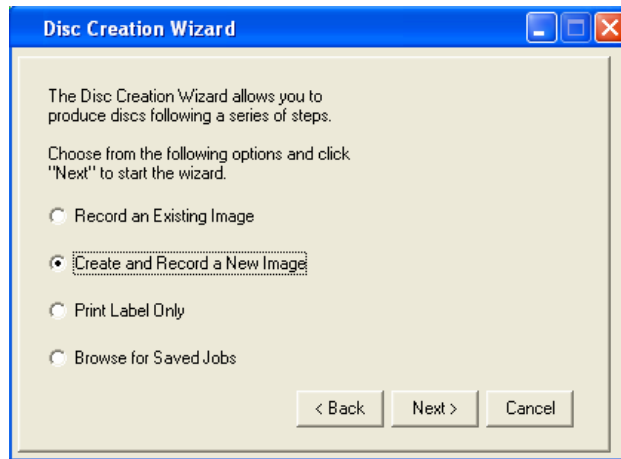 Disc Creation Wizard
The Disc Creation Wizard allows you to
produce discs following a series of steps.
Choose from the following options and click
"Next" to start the wizard.
Record an Existing Image
Create and Record a New Image
Print Label Only
Browse for Saved Jobs
< Back Next > Cancel